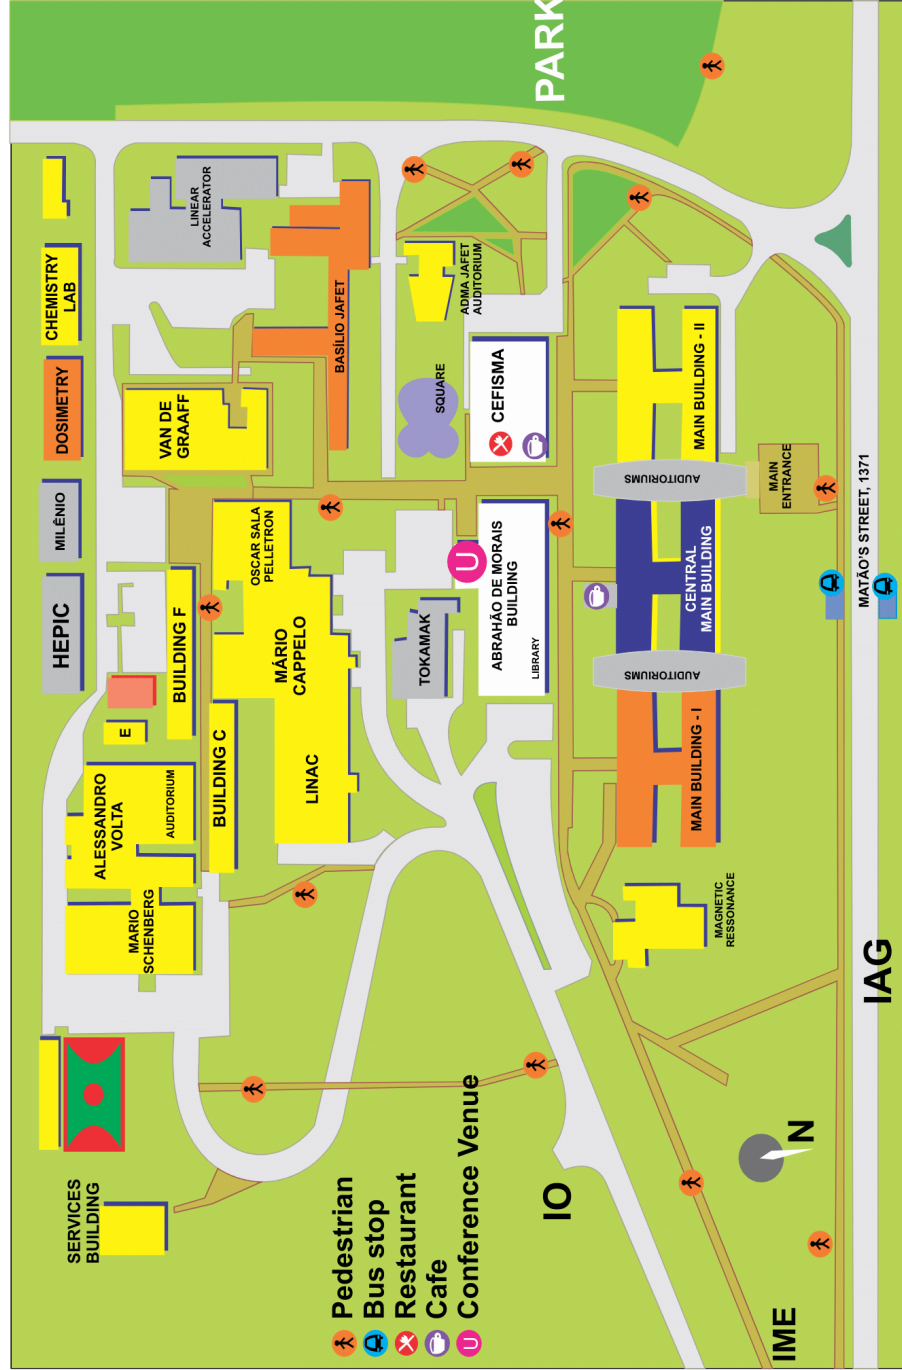 PARK
CHEMISTRY
LAB
DOSIMETRY
MILÊNIO
HEPIC
E
ALESSANDRO
VOLTA
AUDITORIUM
MARIO
SCHENBERG
SERVICES
BUILDING
LINEAR
ACCELERATOR
VAN DE
GRAAFF
BUILDING F
BUILDING C
BASÍLIO JAFET
OSCAR SALA
PELLETRON
MÁRIO
CAPPELO
LINAC
ADMA JAFET
AUDITORIUM
SQUARE
CEFISMA
U
TOKAMAK
ABRAHÃO DE MORAIS
BUILDING
LIBRARY
MAIN BUILDING - II
AUDITORIUMS
CENTRAL
MAIN BUILDING
AUDITORIUMS
MAIN BUILDING - I
MAIN
ENTRANCE
MAGNETIC
RESSONANCE
MATÃO'S STREET, 1371
IAG
IO
IME
N
Pedestrian
Bus stop
Restaurant
Cafe
U Conference Venue